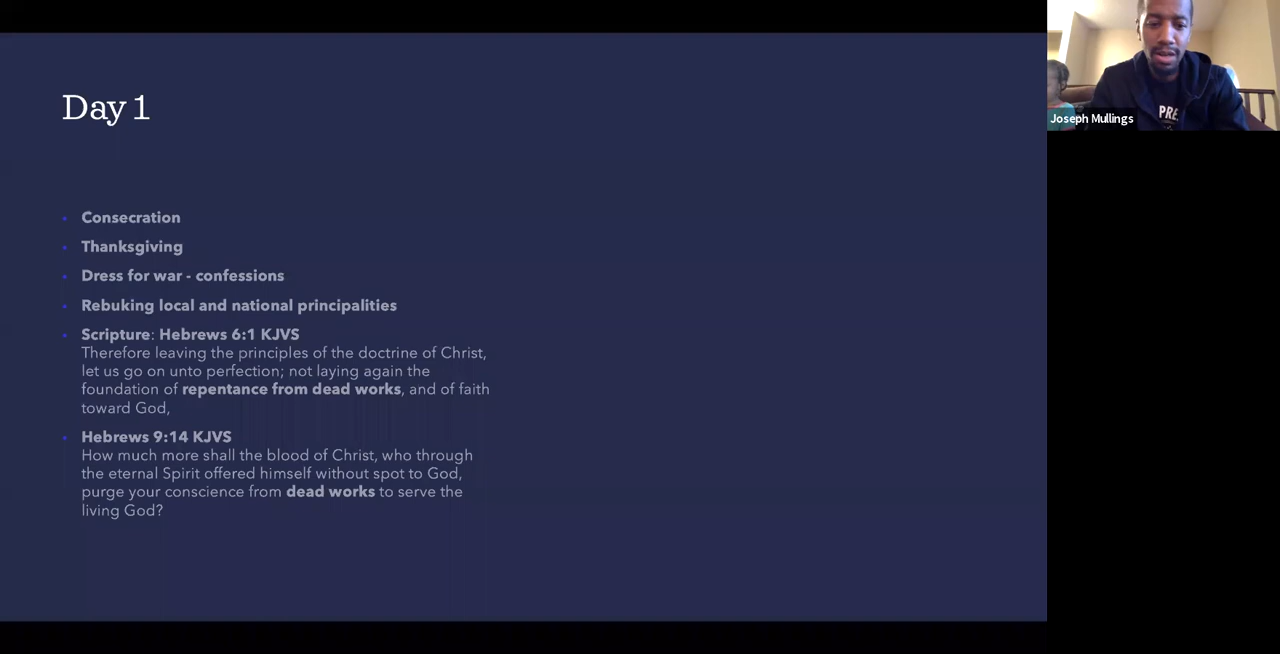 Day 1
Consecration
Thanksgiving
Dress for war - confessions
Rebuking local and national principalities
Scripture: Hebrews 6:1 KJVS
Therefore leaving the principles of the doctrine of Christ,
let us go on unto perfection; not laying again the
foundation of repentance from dead works, and of faith
toward God,
Hebrews 9:14 KJVS
How much more shall the blood of Christ, who through
the eternal Spirit offered himself without spot to God,
purge your conscience from dead works to serve the
living God?
PRE
Joseph Mullings